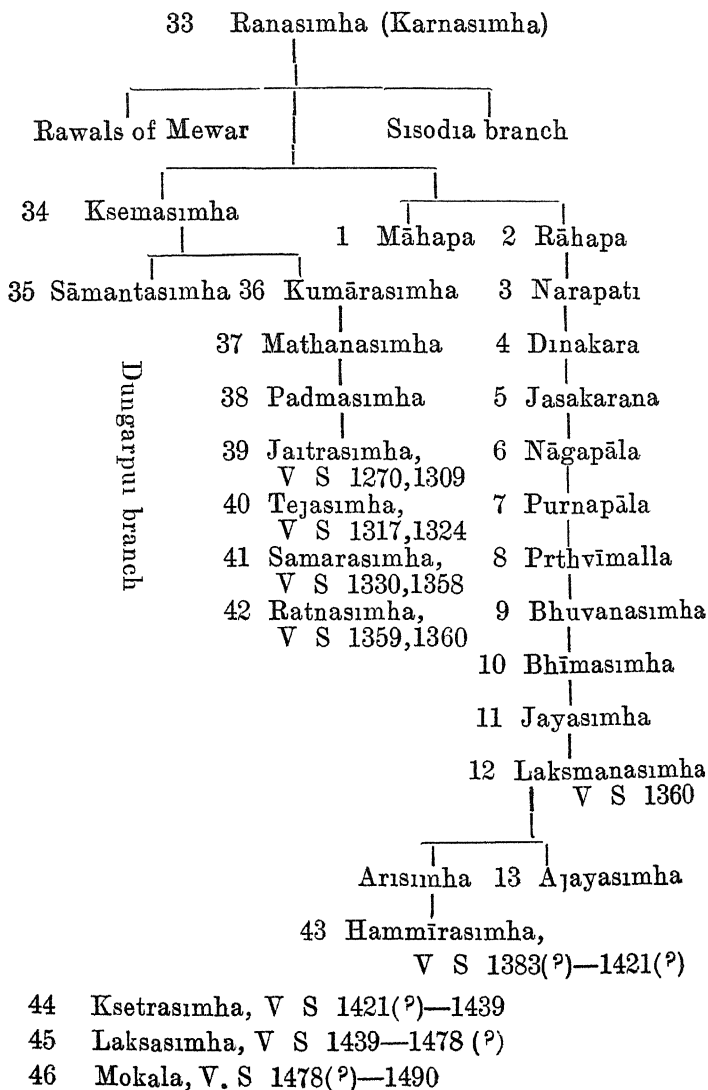 33 Ranasımha (Karnasımha)
Rawals of Mewar Sısodıa branch
34 Ksemasımha
1 Māhapa 2 Rāhapa
35 Sāmantasımha 36 Kumārasımha 3 Narapatı
37 Mathanasımha 4 Dınakara
38 Padmasımha 5 Jasakarana
39 Jaıtrasımha, 6 Nāgapāla
V S 1270,1309
40 Tejasımha, 7 Purnapāla
V S 1317,1324
41 Samarasımha, 8 Prthvīmalla
V S 1330,1358
42 Ratnasımha, 9 Bhuvanasımha
V S 1359,1360
Dungarpuı branch
10 Bhīmasımha
11 Jayasımha
12 Laksmanasımha
V S 1360
Arısımha 13 Ajayasımha
43 Hammīrasımha,
V S 1383(?)—1421(?)
44 Ksetrasımha, V S 1421(?)—1439
45 Laksasımha, V S 1439—1478 (?)
46 Mokala, V. S 1478(?)—1490